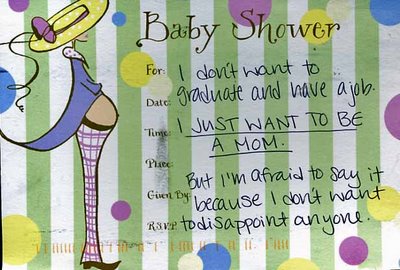 Baby Shower
For: I don't want to
graduate and have a job.
Date:
Time: I JUST WANT TO BE
A MOM.
Place:
But I'm afraid to say it
Given By: because I don't want
R.S.V.P. to disappoint anyone.